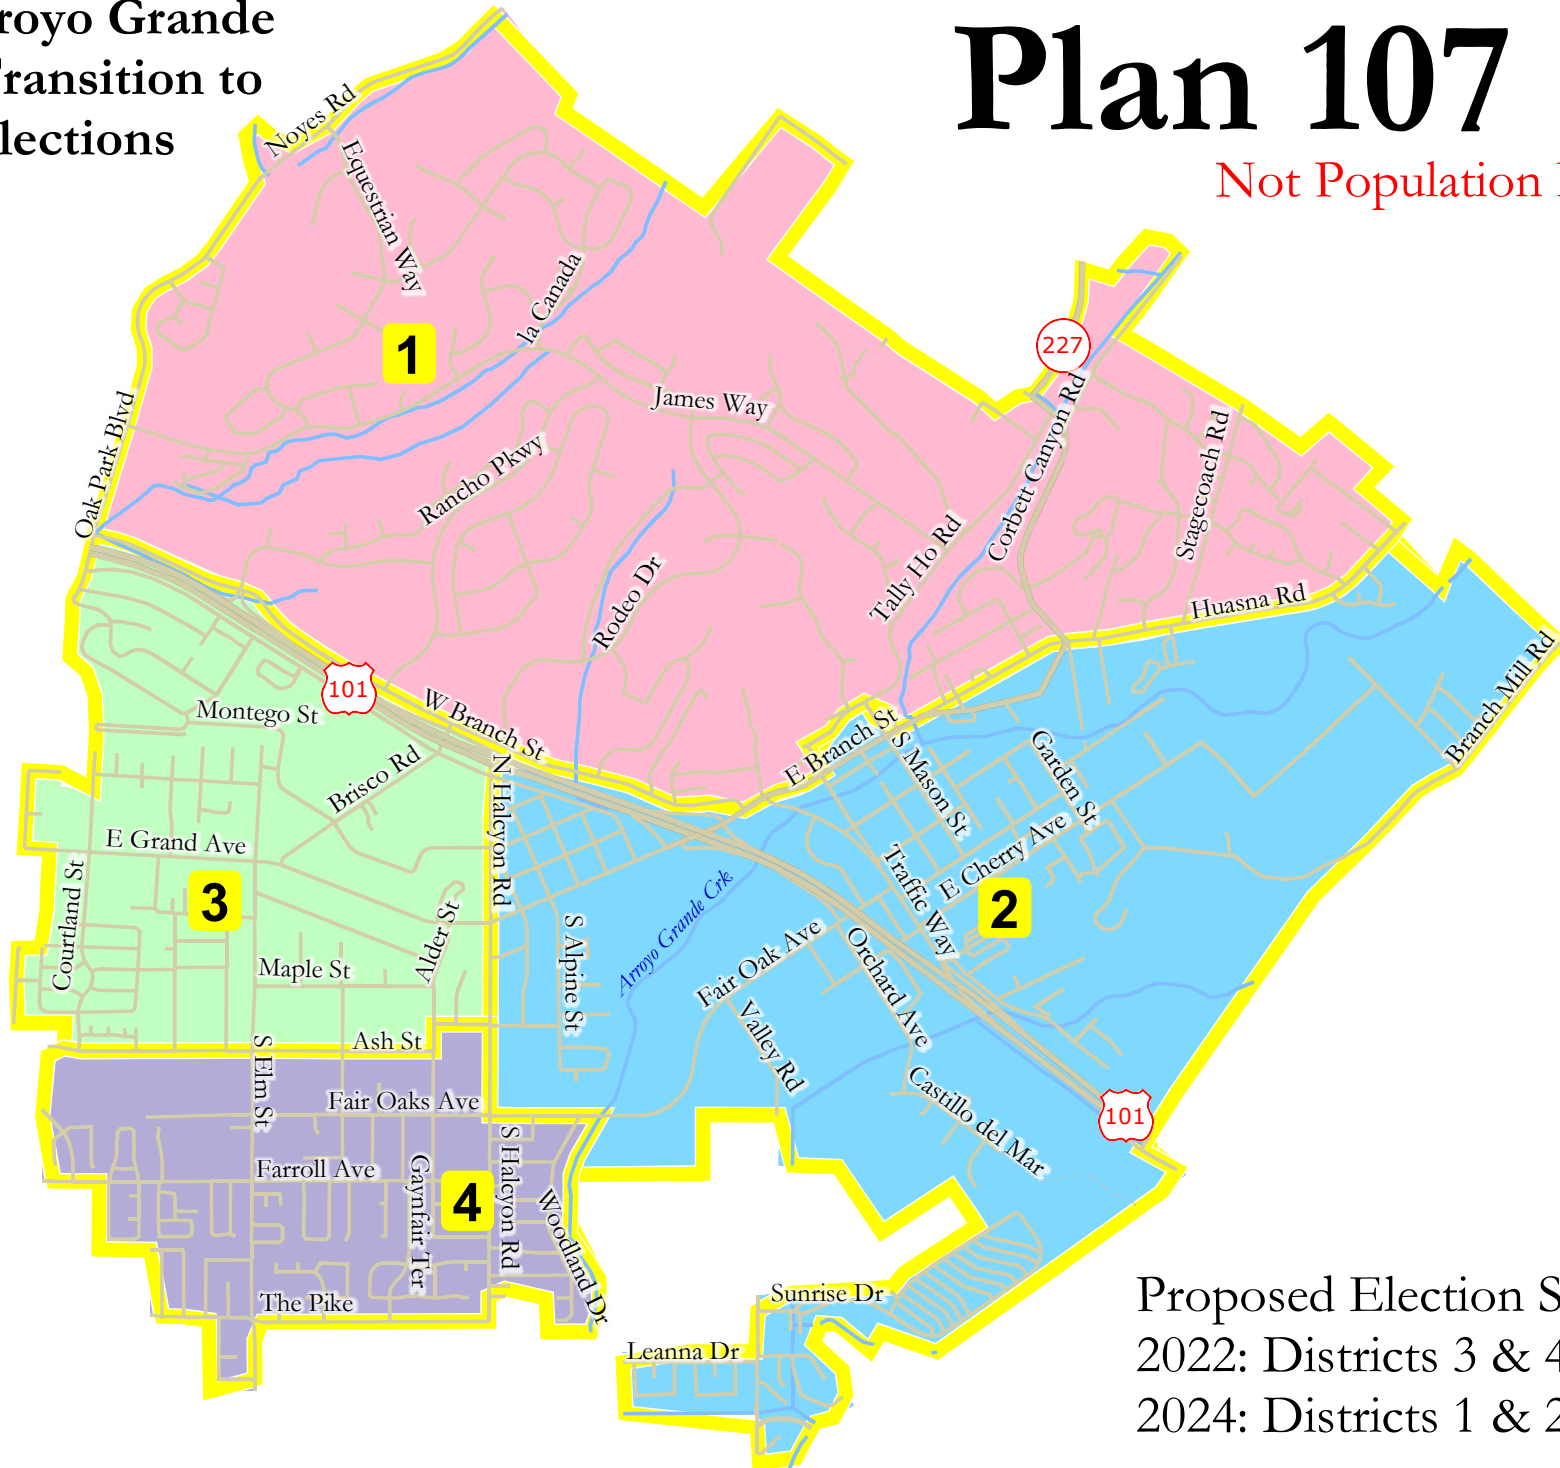 royo Grande
ransition to
lections
Plan 107
Not Population
Noyes Rd
Equestrian Way
la Canada
1
227
James Way
Oak Park Blvd
Rancho Pkwy
Corbett Canyon Rd
Stagecoach Rd
Tally Ho Rd
Rodeo Dr
Huasna Rd
Branch Mill Rd
101
Montego St
W Branch St
E Branch St
S Mason St
Garden St
Brisco Rd
N Halcyon Rd
E Grand Ave
E Cherry Ave
Traffic Way
3
2
Courtland St
Alder St
S Alpine St
Arroyo Grande Crk
Fair Oak Ave
Orchard Ave
Maple St
Valley Rd
S Elm St
Ash St
Castillo del Mar
101
Fair Oaks Ave
Farroll Ave
Gaynfair Ter
4
S Halcyon Rd
Woodland Dr
The Pike
Sunrise Dr
Leanna Dr
Proposed Election S
2022: Districts 3 & 4
2024: Districts 1 & 2